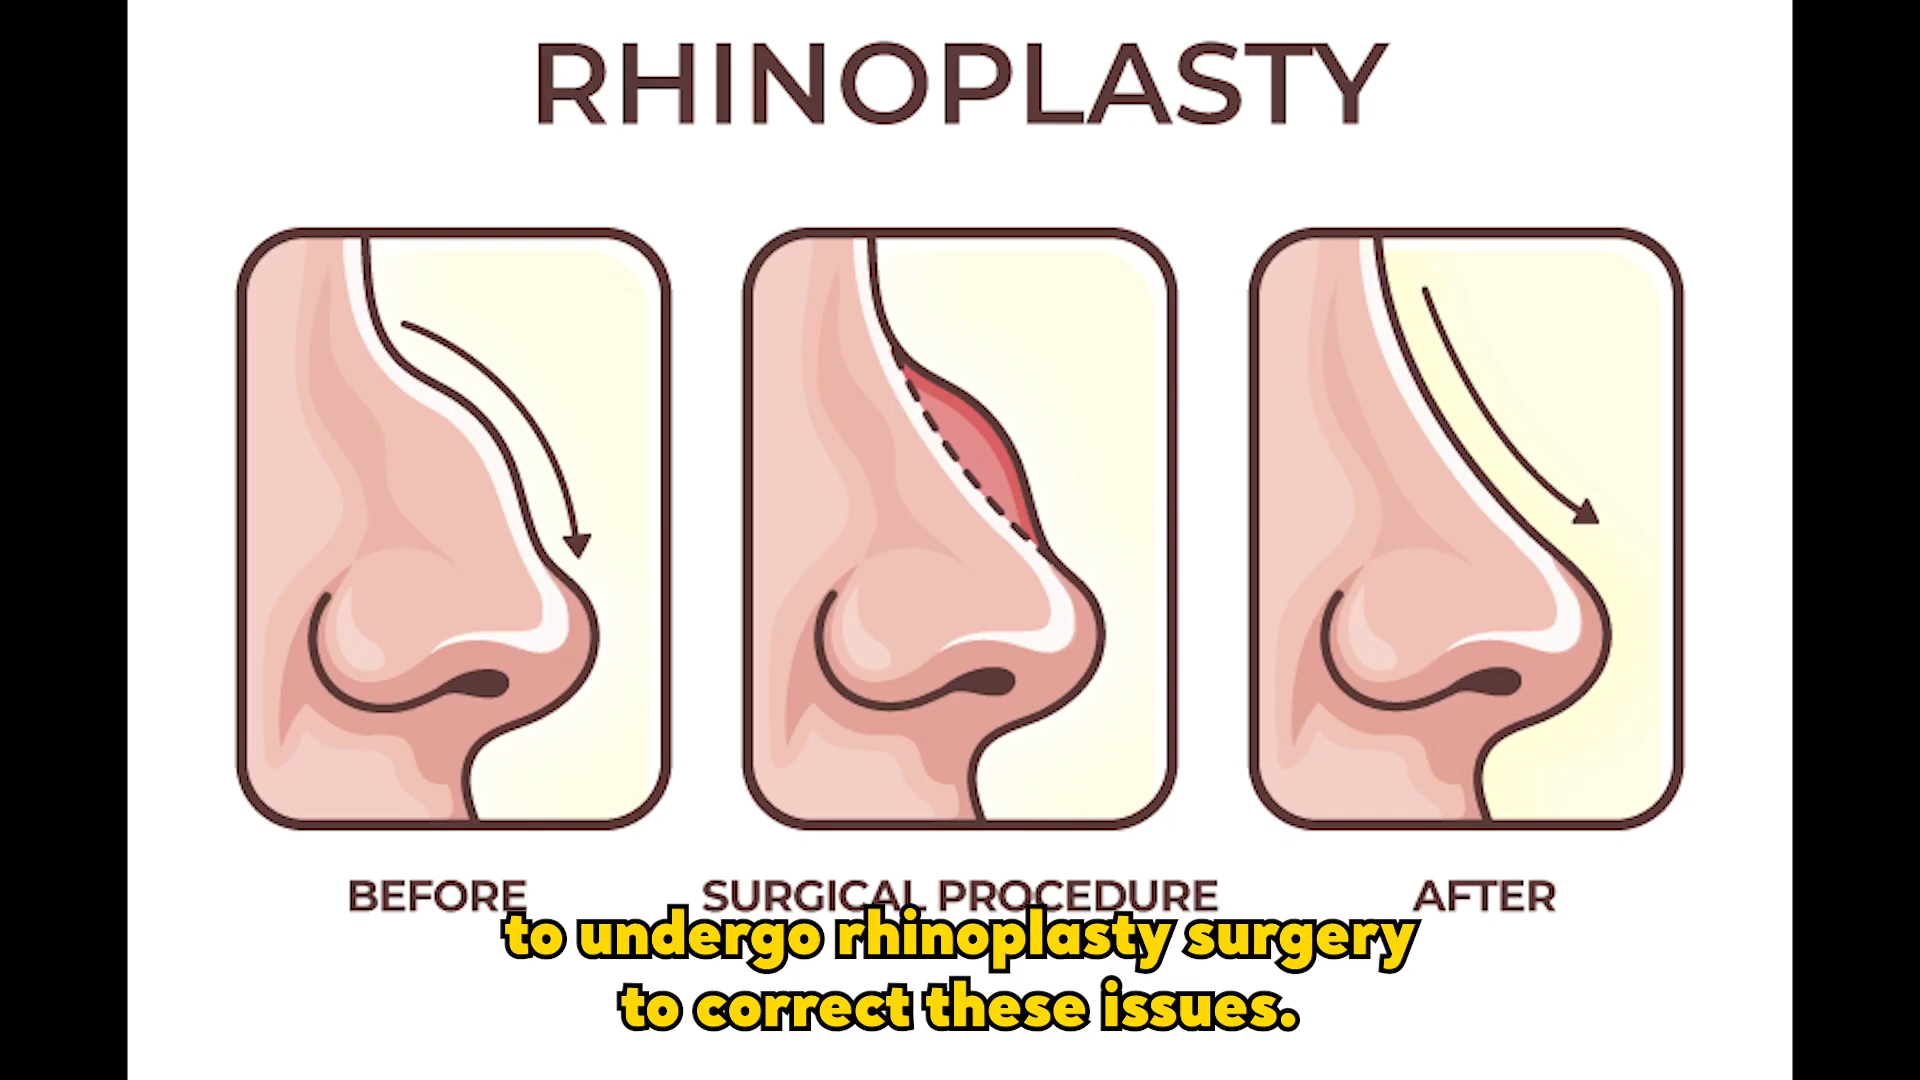 RHINOPLASTY
BEFORE
SURGICAL PROCEDURE
AFTER
to undergo rhinoplasty surgery
to correct these issues.